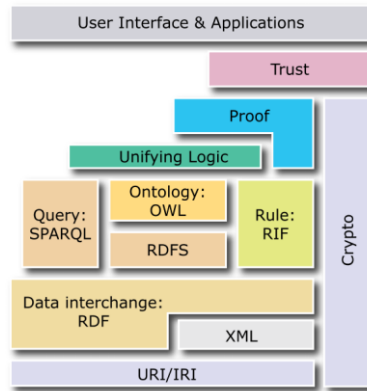 User Interface & Applications
Trust
Proof
Unifying Logic
Query:
SPARQL
Ontology:
OWL
RDFS
Rule:
RIF
Crypto
Data interchange:
RDF
XML
URI/IRI